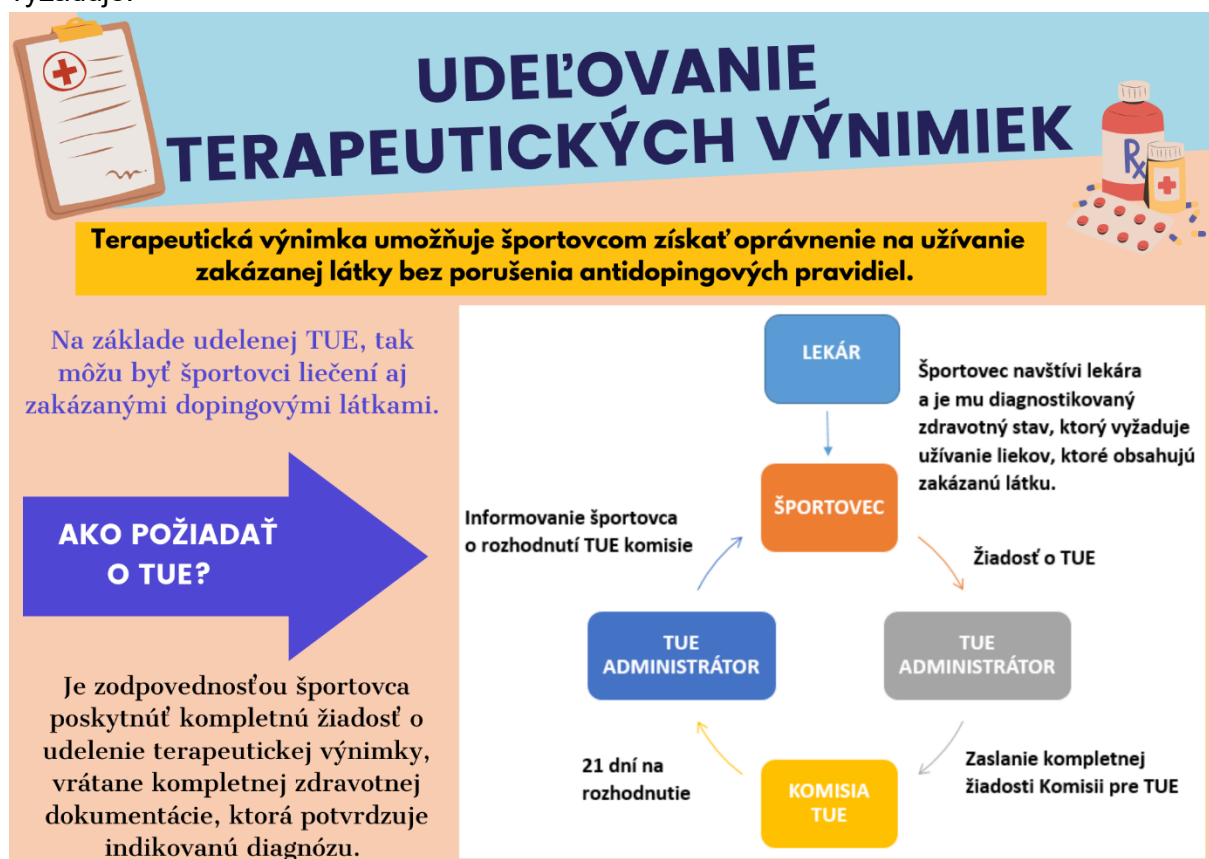 vyžaduje.
UDEĽOVANIE
TERAPEUTICKÝCH VÝNIMIEK
Rx
Terapeutická výnimka umožňuje športovcom získať oprávnenie na užívanie
zakázanej látky bez porušenia antidopingových pravidiel.
Na základe udelenej TUE, tak
môžu byť športovci liečení aj
zakázanými dopingovými látkami.
AKO POŽIADAŤ
O TUE?
Je zodpovednosťou športovca
poskytnúť kompletnú žiadosť o
udelenie terapeutickej výnimky,
vrátane kompletnej zdravotnej
dokumentácie, ktorá potvrdzuje
indikovanú diagnózu.
LEKÁR
Športovec navštívi lekára
a je mu diagnostikovaný
zdravotný stav, ktorý vyžaduje
užívanie liekov, ktoré obsahujú
zakázanú látku.
ŠPORTOVEC
Informovanie športovca
o rozhodnutí TUE komisie
Žiadosť o TUE
TUE
ADMINISTRÁTOR
TUE
ADMINISTRÁTOR
21 dní na
rozhodnutie
KOMISIA
TUE
Zaslanie kompletnej
žiadosti Komisii pre TUE